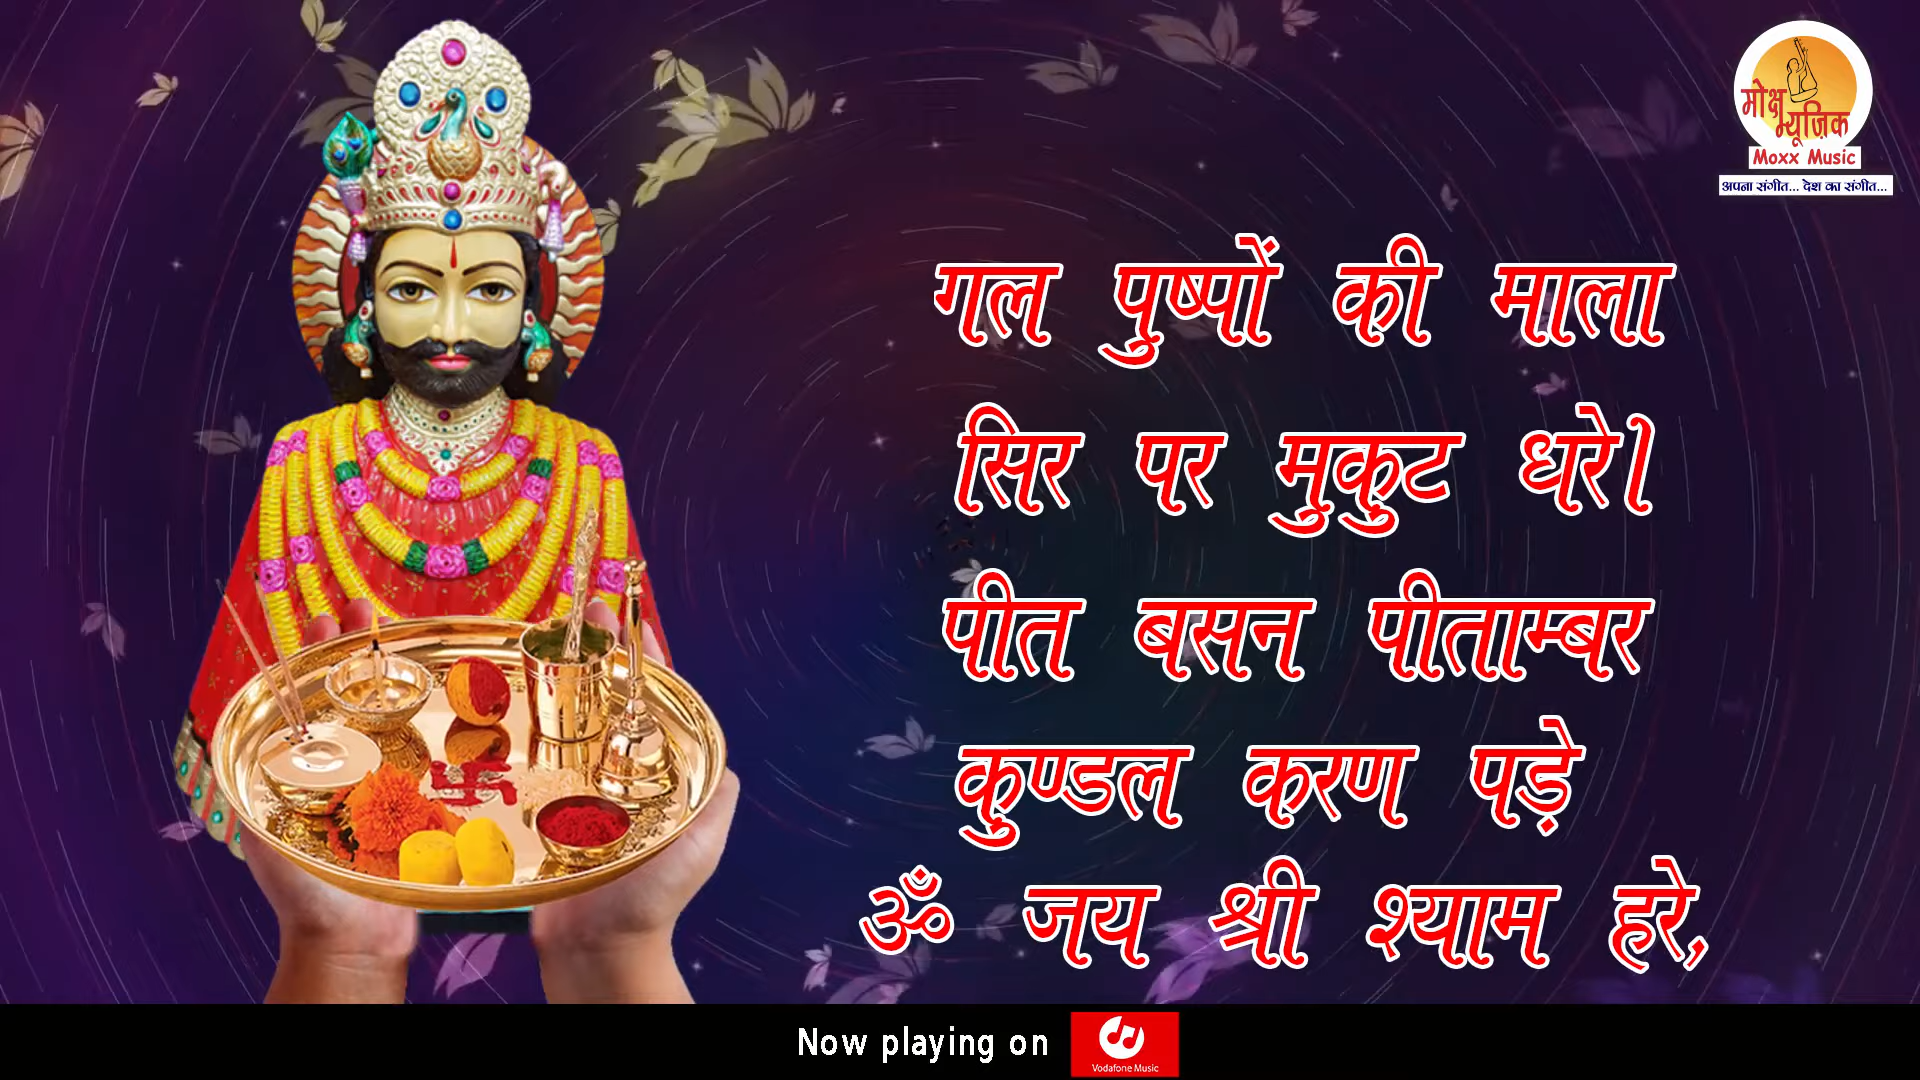 मोक्ष
म्यूज़िक
Moxx Music
अपना संगीत... देश का संगीत...
गल पुष्पों की माला
सिर पर मुकुट धरे।
पीत बसन पीताम्बर
कुण्डल करण पड़े
ॐ जय श्री श्याम हरे,
Now playing on
Vodafone Music